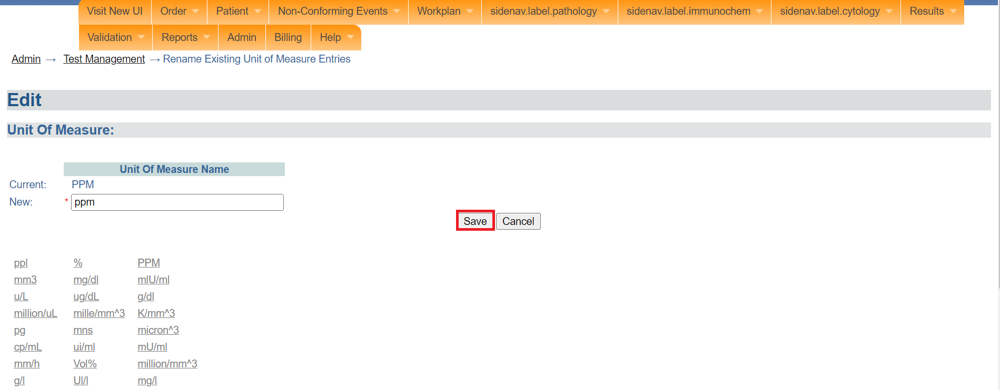 Visit New UI Order Patient Non-Conforming Events Workplan sidenav.label.pathology sidenav.label.immunochem sidenav.label.cytology Results
Validation Reports Admin Billing Help
Admin → Test Management → Rename Existing Unit of Measure Entries
Edit
Unit Of Measure:
Unit Of Measure Name
Current: PPM
New: * ppm
Save Cancel
ppl % PPM
mm3 mg/dl mlU/ml
u/L ug/dL g/dl
million/uL mille/mm^3 K/mm^3
pg mns micron^3
cp/mL ui/ml mU/ml
mm/h Vol% million/mm^3
g/l UI/l mg/l